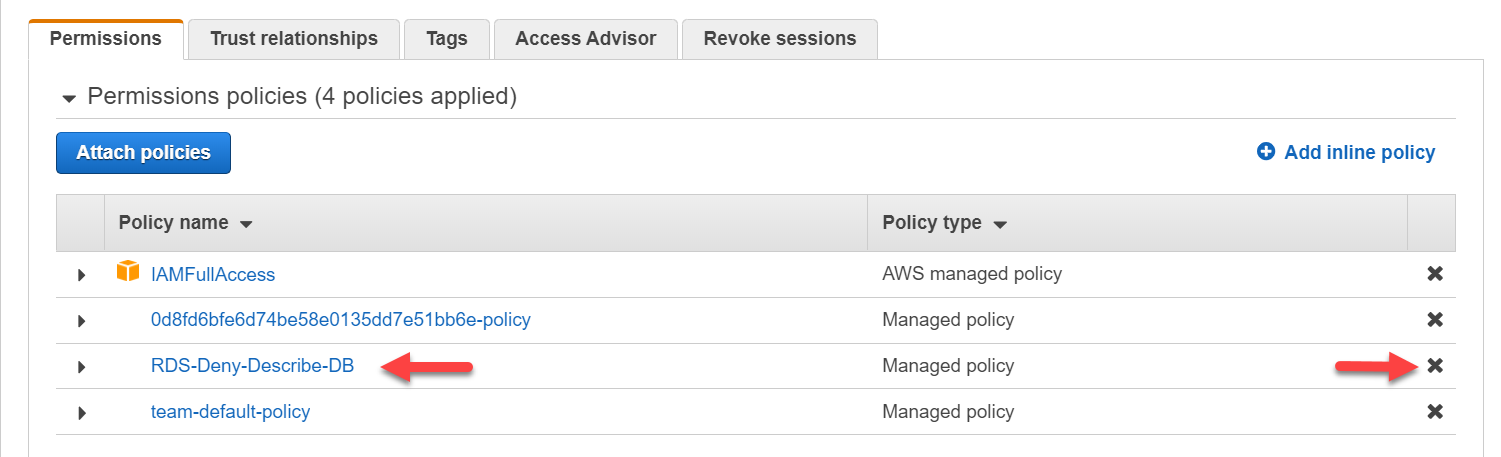 Permissions Trust relationships Tags Access Advisor Revoke sessions
Permissions policies (4 policies applied)
Attach policies Add inline policy
Policy name Policy type
IAMFullAccess AWS managed policy
0d8fd6bfe6d74be58e0135dd7e51bb6e-policy Managed policy
RDS-Deny-Describe-DB Managed policy
team-default-policy Managed policy